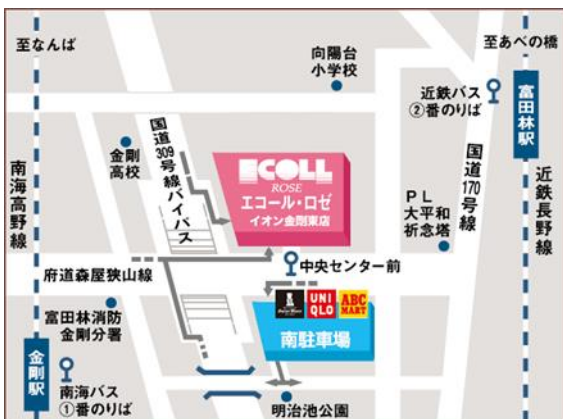 至なんば
向陽台
小学校
至あべの橋
近鉄バス
②番のりば
富田林駅
国道309号線バイパス
金剛
高校
ECOLL
ROSE
エコール・ロゼ
イオン金剛東店
国道170号線
南海高野線
近鉄長野線
PL
大平和
祈念塔
府道森屋狭山線
中央センター前
富田林消防
金剛分署
UNI
QLO
ABC
MART
南駐車場
金剛駅
南海バス
①番のりば
明治池公園